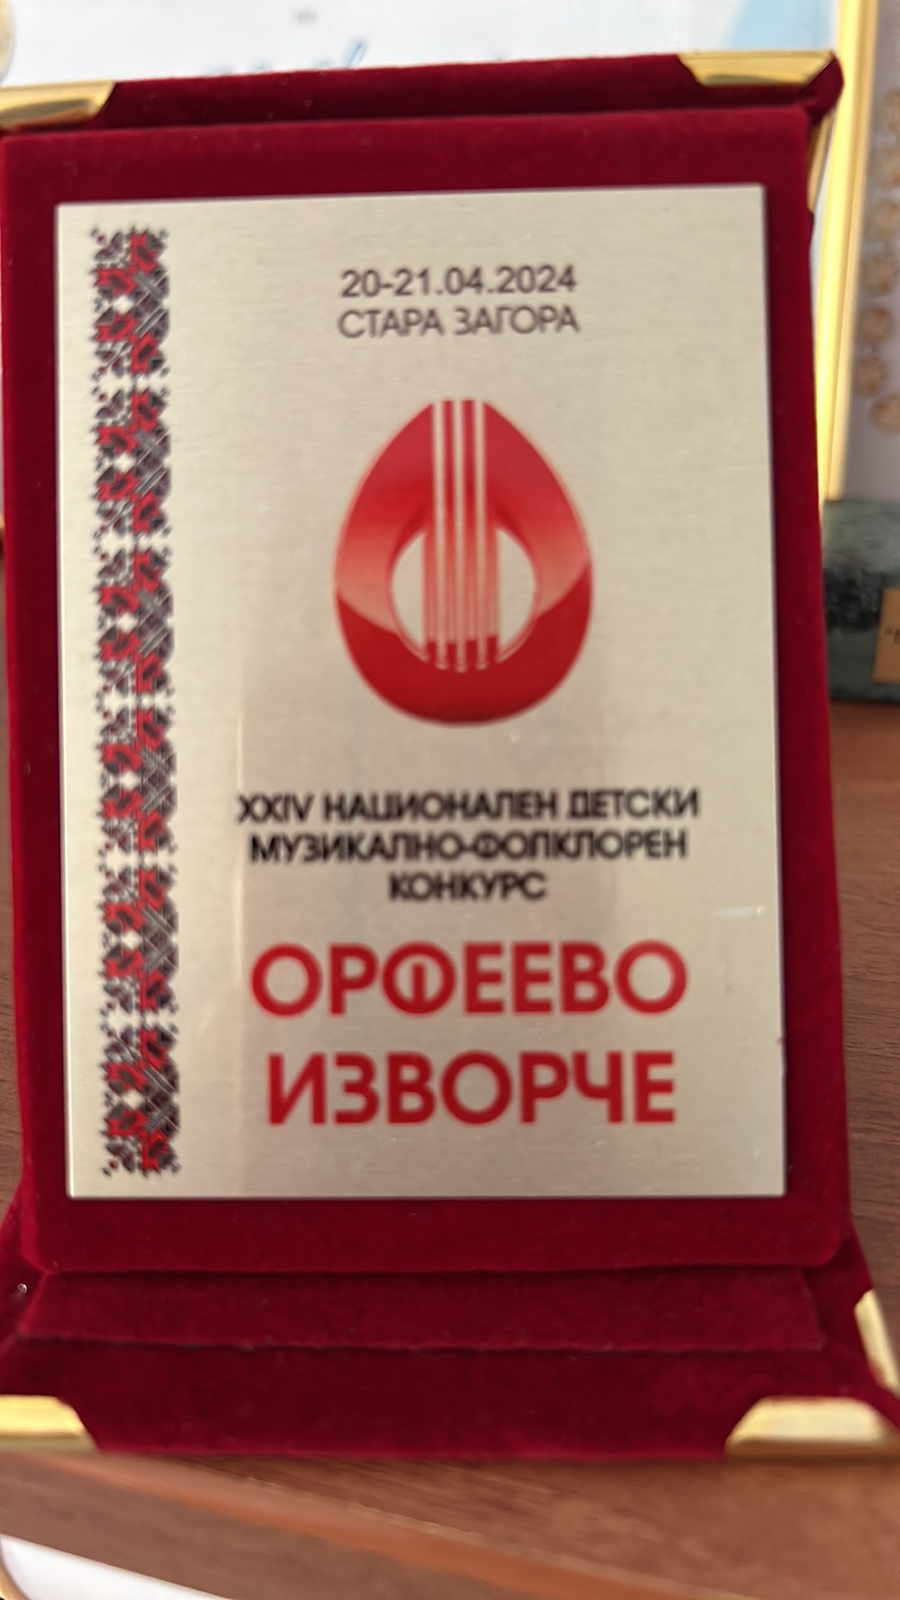 20-21.04.2024
СТАРА ЗАГОРА
XXIV НАЦИОНАЛЕН ДЕТСКИ
МУЗИКАЛНО-ФОЛКЛОРЕН
КОНКУРС
ОРФЕЕВО
ИЗВОРЧЕ